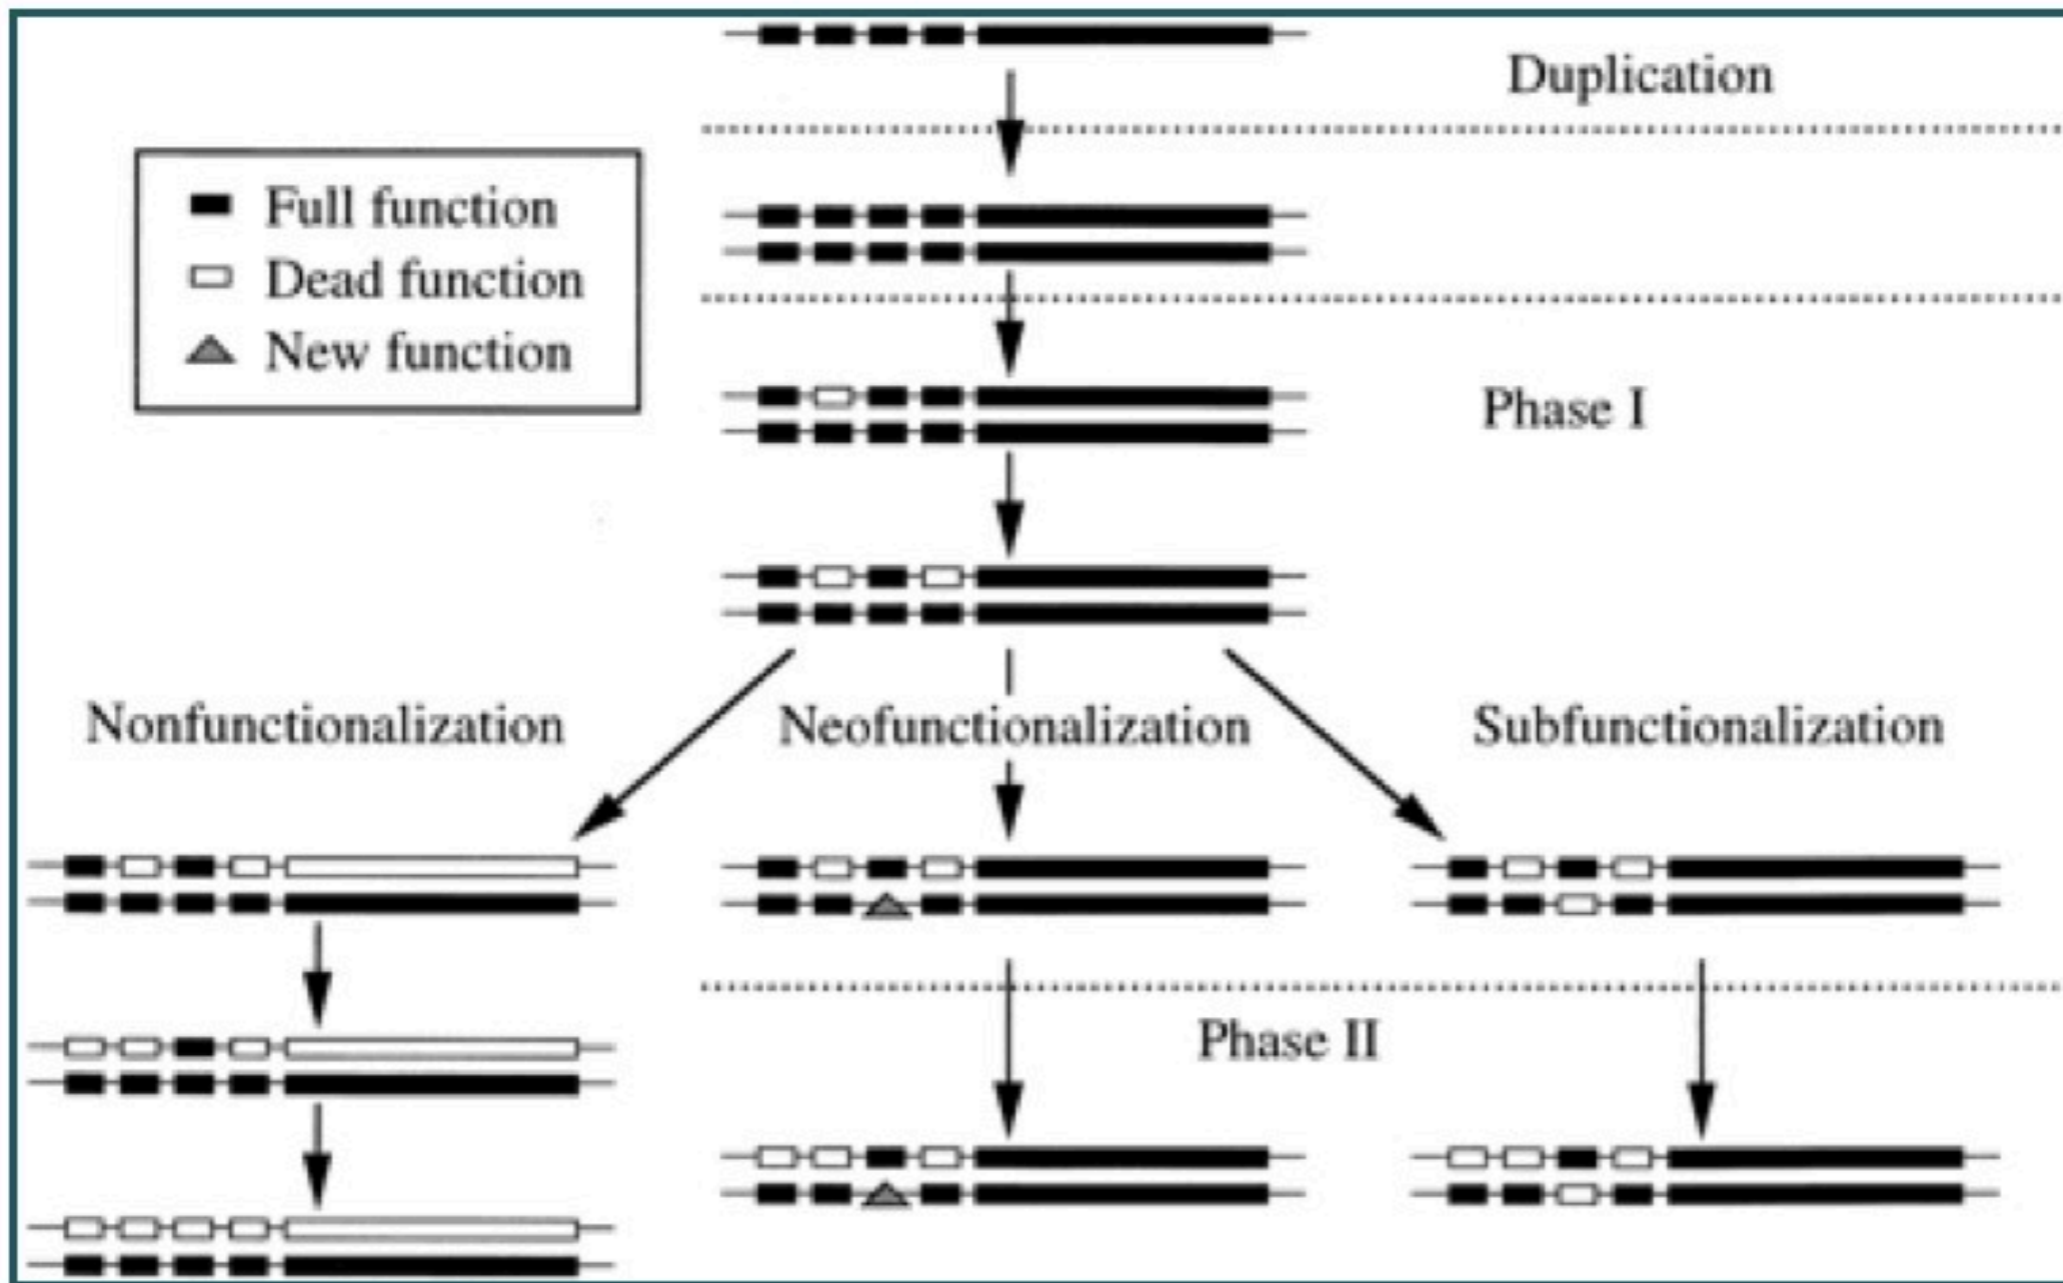 Duplication
Full function
Dead function
New function
Phase I
Nonfunctionalization
Neofunctionalization
Subfunctionalization
Phase II